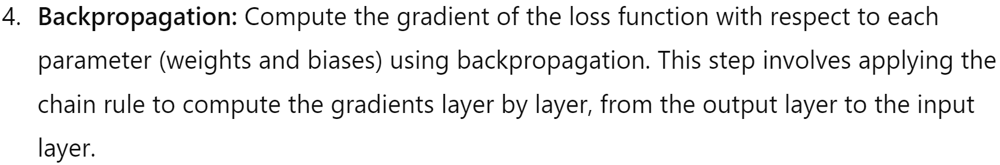 4. Backpropagation: Compute the gradient of the loss function with respect to each
parameter (weights and biases) using backpropagation. This step involves applying the
chain rule to compute the gradients layer by layer, from the output layer to the input
layer.